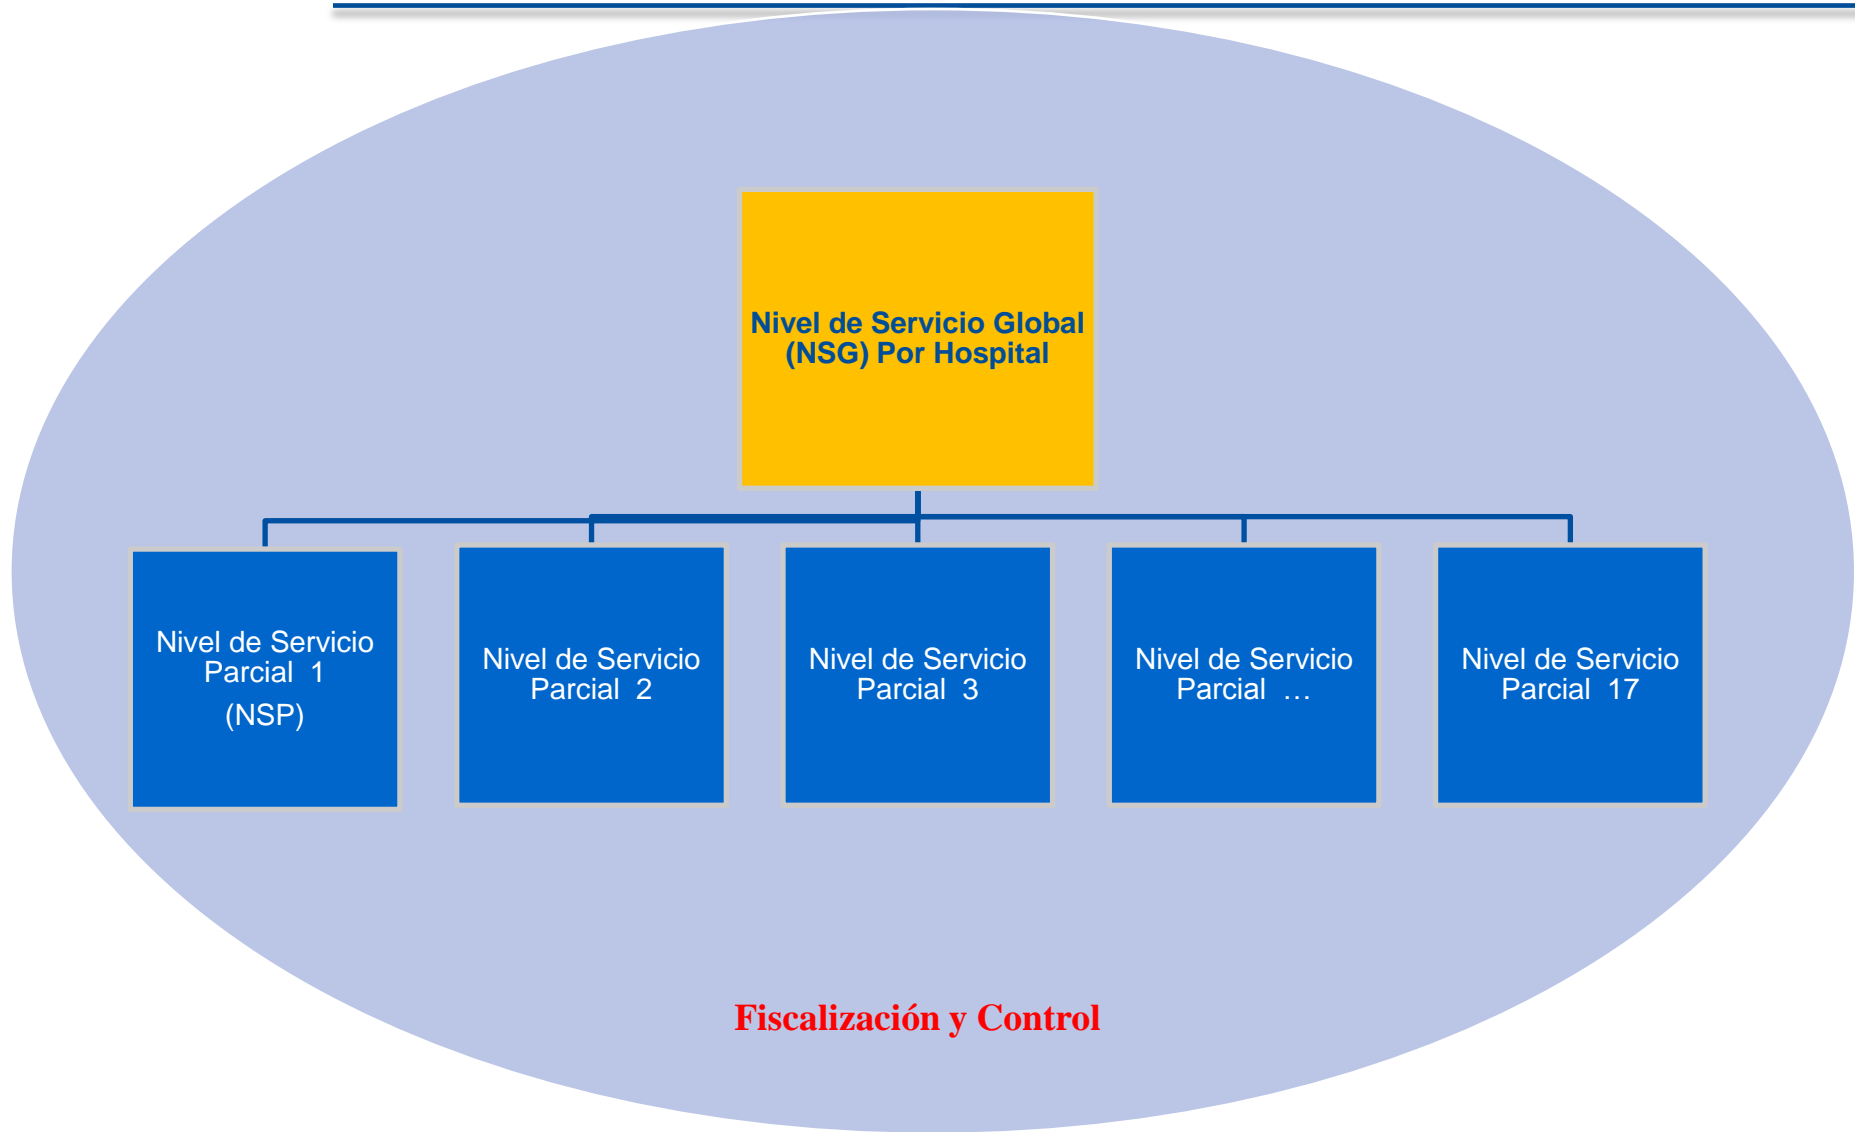 Nivel de Servicio Global
(NSG) Por Hospital
Nivel de Servicio
Parcial  1
(NSP)
Nivel de Servicio
Parcial  2
Nivel de Servicio
Parcial  3
Nivel de Servicio
Parcial  …
Nivel de Servicio
Parcial  17
Fiscalización y Control